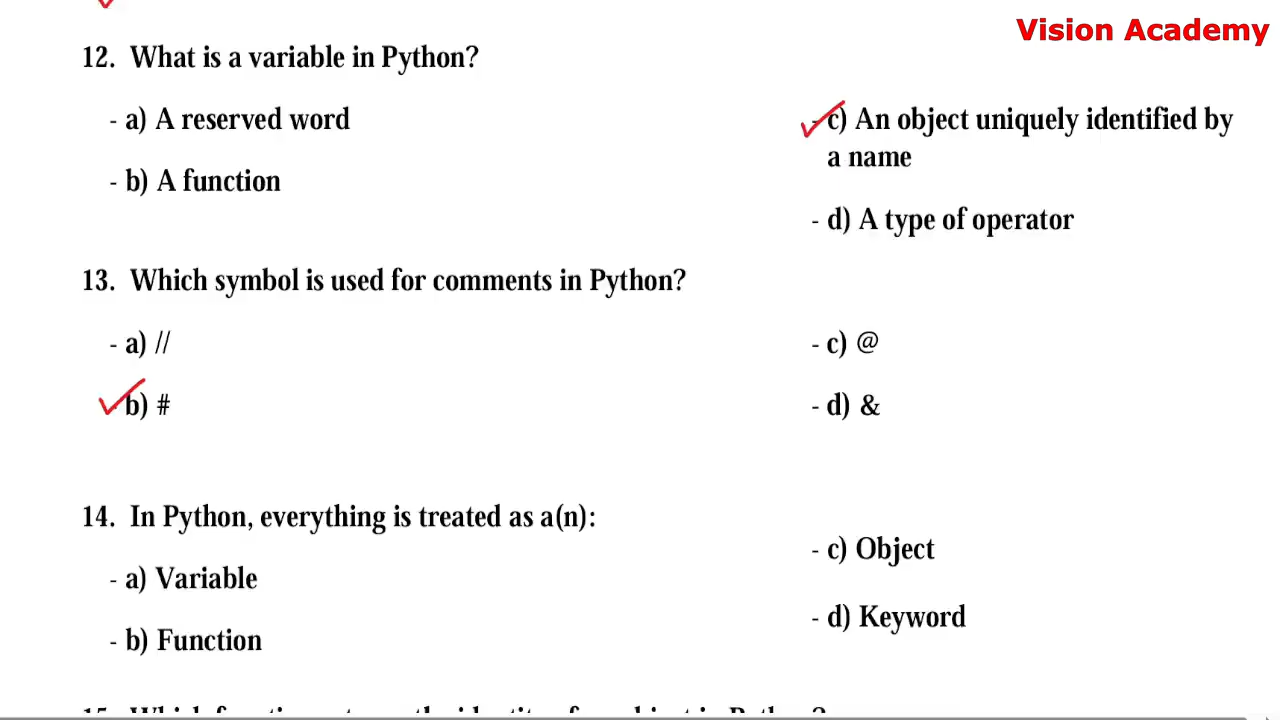 Vision Academy
12. What is a variable in Python?
- a) A reserved word
- b) A function
- c) An object uniquely identified by
a name
- d) A type of operator
13. Which symbol is used for comments in Python?
- a) //
- b) #
- c) @
- d) &
14. In Python, everything is treated as a(n):
- a) Variable
- b) Function
- c) Object
- d) Keyword